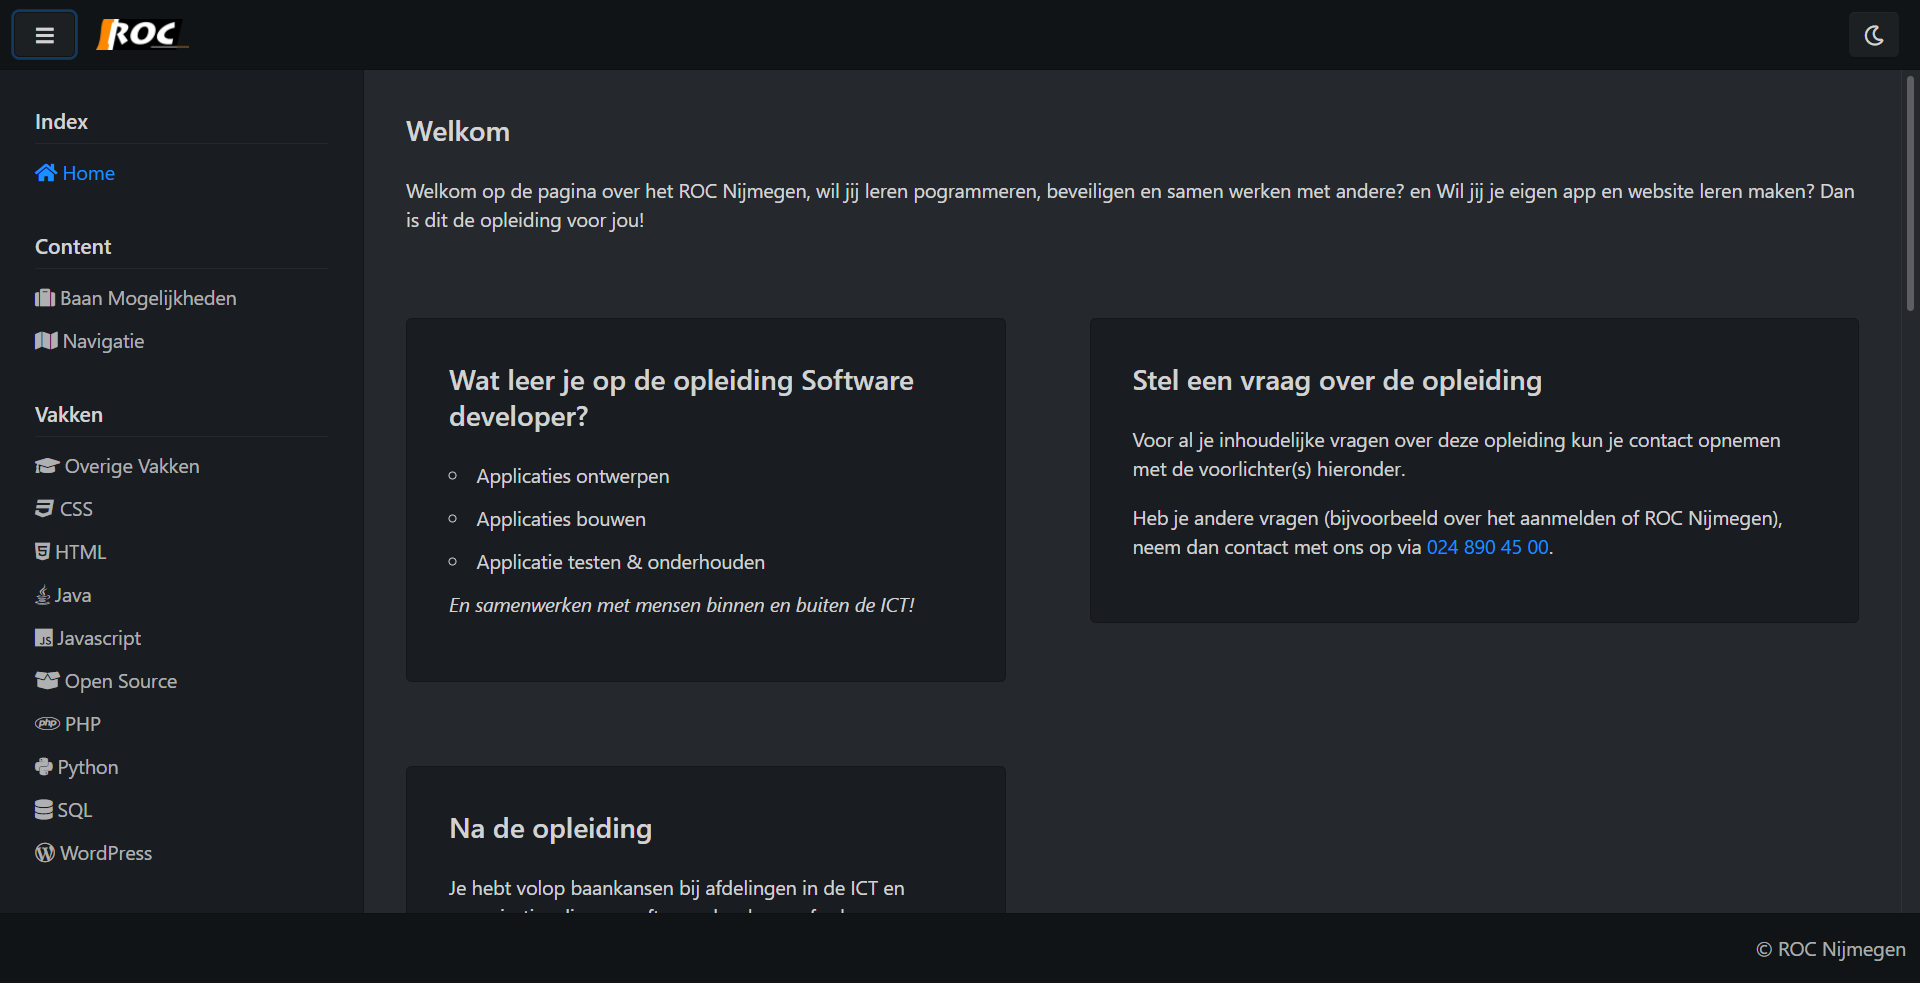 ROC
Index
Home
Content
Baan Mogelijkheden
Navigatie
Vakken
Overige Vakken
CSS
HTML
Java
Javascript
Open Source
PHP
Python
SQL
WordPress
Welkom
Welkom op de pagina over het ROC Nijmegen, wil jij leren pogrammeren, beveiligen en samen werken met andere? en Wil jij je eigen app en website leren maken? Dan
is dit de opleiding voor jou!
Wat leer je op de opleiding Software
developer?
Applicaties ontwerpen
Applicaties bouwen
Applicatie testen & onderhouden
En samenwerken met mensen binnen en buiten de ICT!
Stel een vraag over de opleiding
Voor al je inhoudelijke vragen over deze opleiding kun je contact opnemen
met de voorlichter(s) hieronder.
Heb je andere vragen (bijvoorbeeld over het aanmelden of ROC Nijmegen),
neem dan contact met ons op via 024 890 45 00.
Na de opleiding
Je hebt volop baankansen bij afdelingen in de ICT en
© ROC Nijmegen